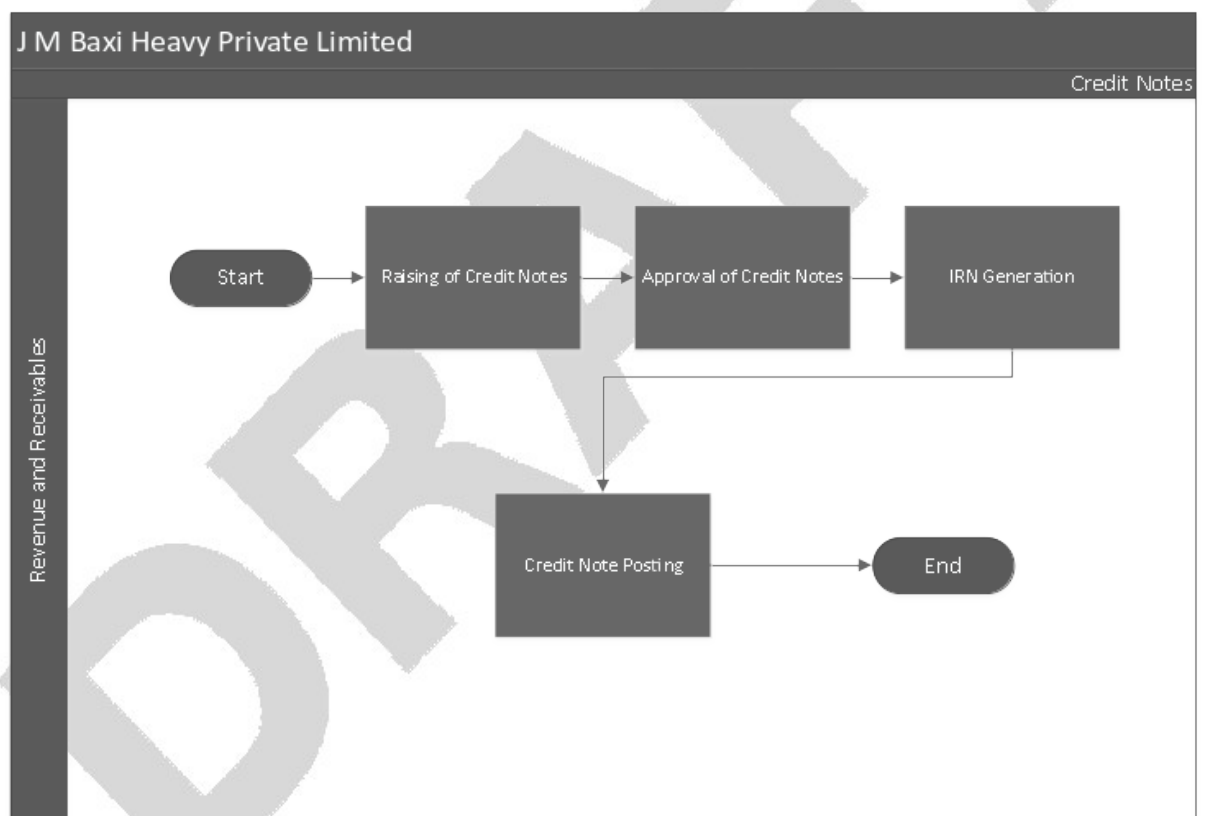 J M Baxi Heavy Private Limited
Credit Notes
Revenue and Receivables
Start
Raising of Credit Notes
Approval of Credit Notes
IRN Generation
Credit Note Posting
End
DRAFT